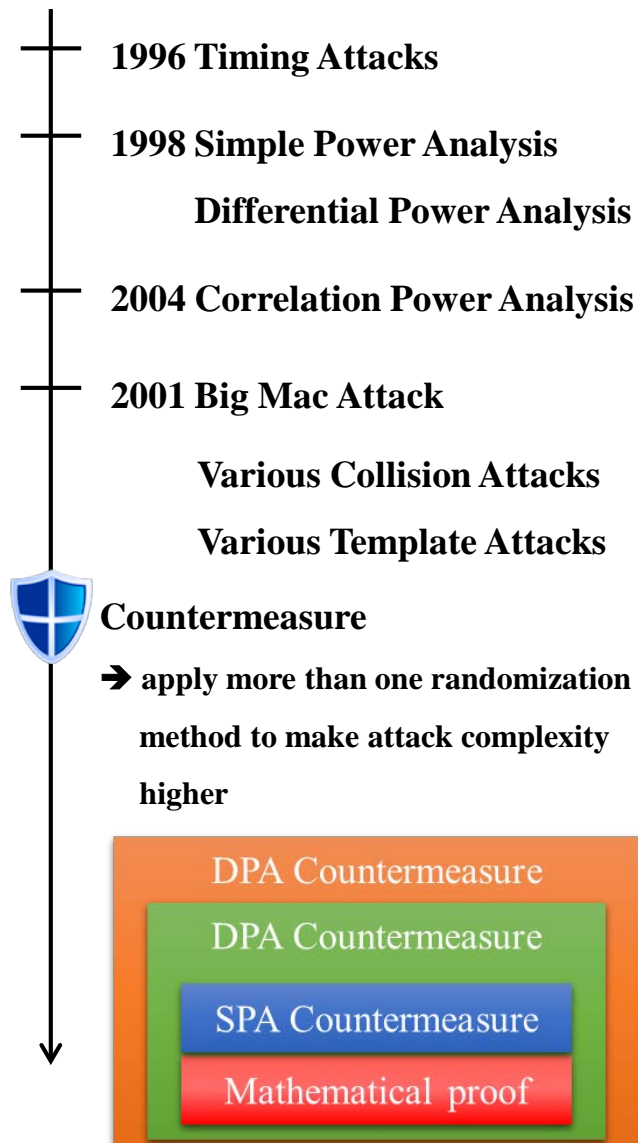 1996 Timing Attacks
1998 Simple Power Analysis
Differential Power Analysis
2004 Correlation Power Analysis
2001 Big Mac Attack
Various Collision Attacks
Various Template Attacks
Countermeasure
➔ apply more than one randomization
method to make attack complexity
higher
DPA Countermeasure
DPA Countermeasure
SPA Countermeasure
Mathematical proof